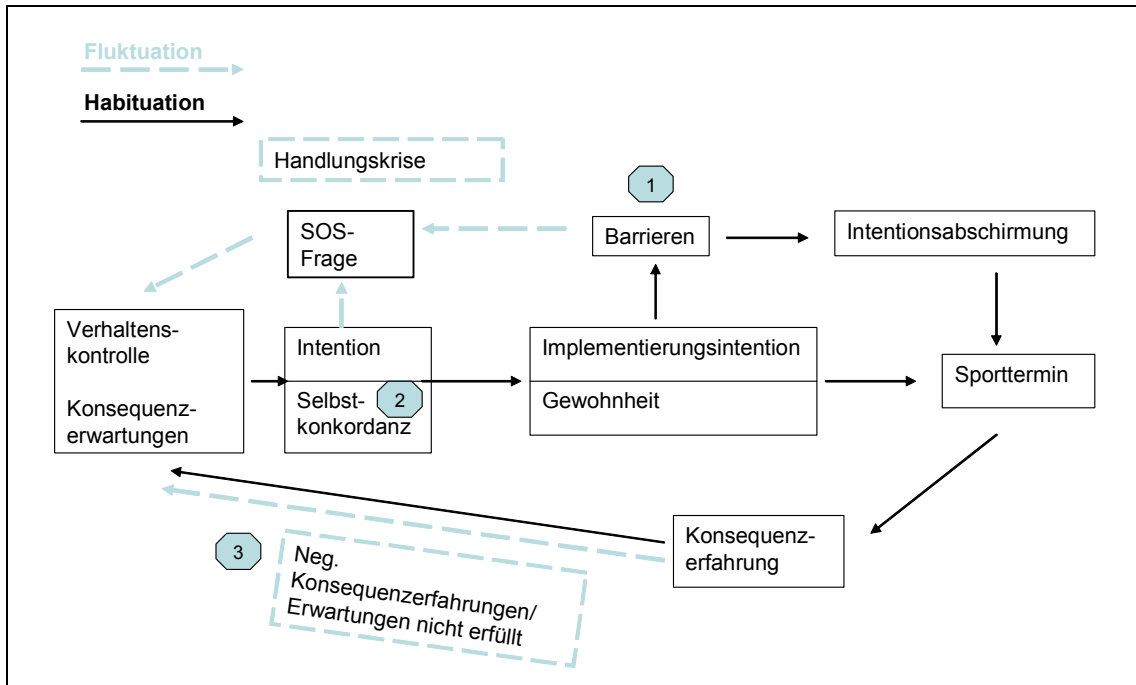 Fluktuation
Habituation
Handlungskrise
1
SOS-
Frage
Barrieren
Intentionsabschirmung
Verhaltens-
kontrolle
Konsequenz-
erwartungen
Intention
Selbst-
konkordanz
2
Implementierungsintention
Gewohnheit
Sporttermin
3
Neg.
Konsequenzerfahrungen/
Erwartungen nicht erfüllt
Konsequenz-
erfahrung